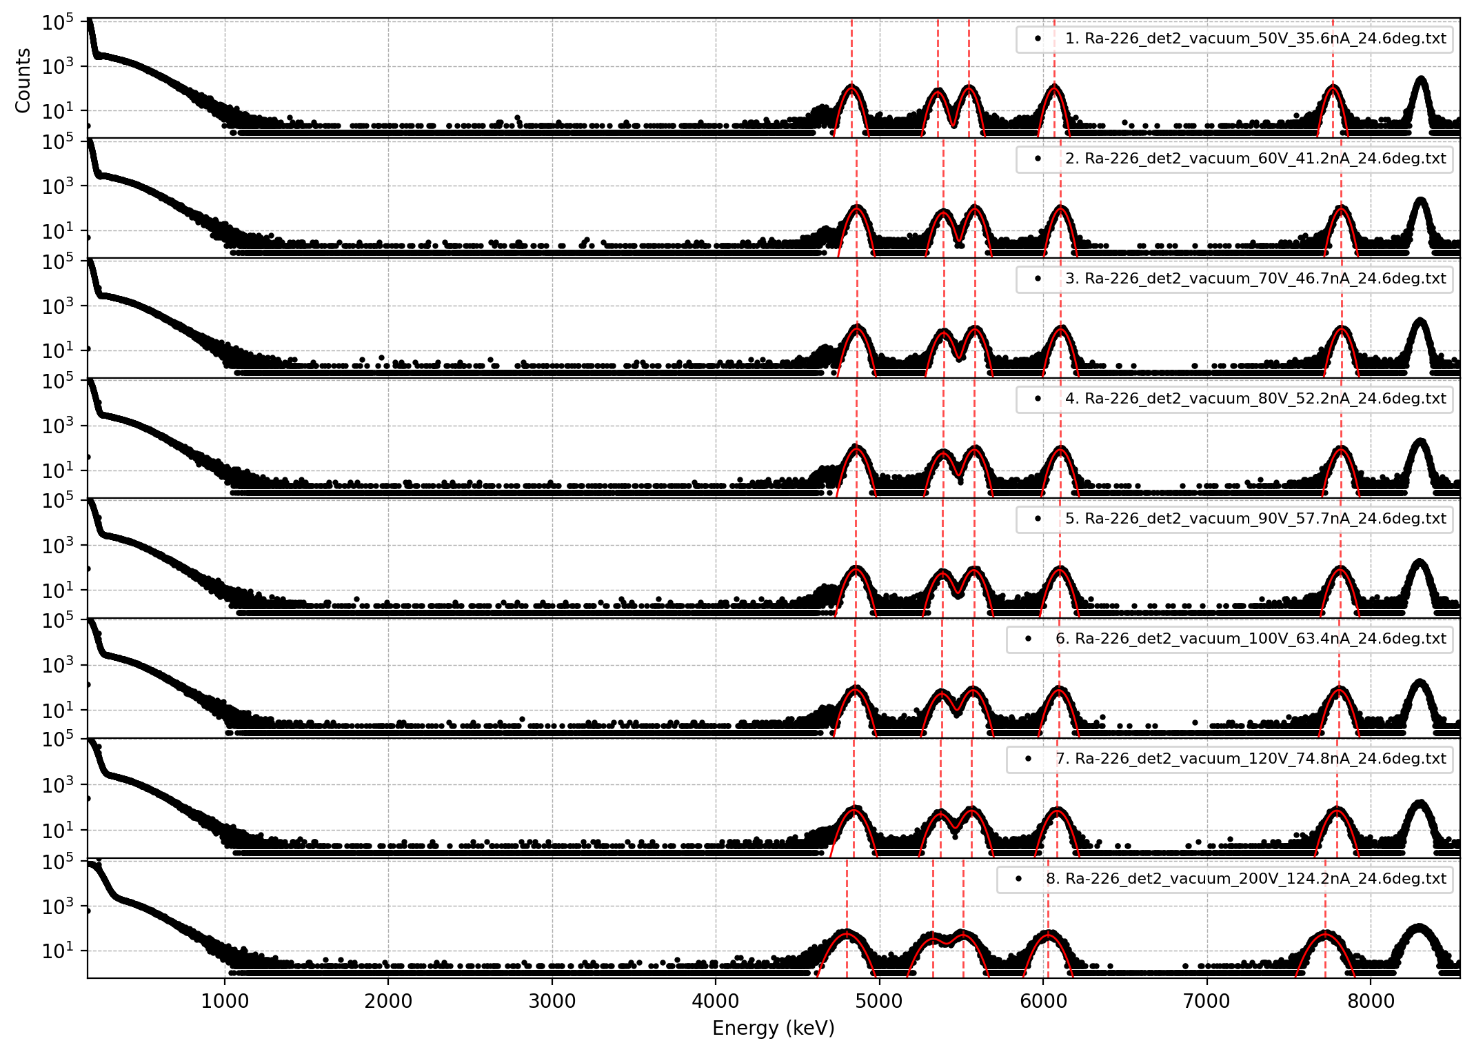 Counts
10^5
10^3
10^1
1. Ra-226_det2_vacuum_50V_35.6nA_24.6deg.txt
10^5
10^3
10^1
2. Ra-226_det2_vacuum_60V_41.2nA_24.6deg.txt
10^5
10^3
10^1
3. Ra-226_det2_vacuum_70V_46.7nA_24.6deg.txt
10^5
10^3
10^1
4. Ra-226_det2_vacuum_80V_52.2nA_24.6deg.txt
10^5
10^3
10^1
5. Ra-226_det2_vacuum_90V_57.7nA_24.6deg.txt
10^5
10^3
10^1
6. Ra-226_det2_vacuum_100V_63.4nA_24.6deg.txt
10^5
10^3
10^1
7. Ra-226_det2_vacuum_120V_74.8nA_24.6deg.txt
10^5
10^3
10^1
8. Ra-226_det2_vacuum_200V_124.2nA_24.6deg.txt
1000 2000 3000 4000 5000 6000 7000 8000
Energy (keV)